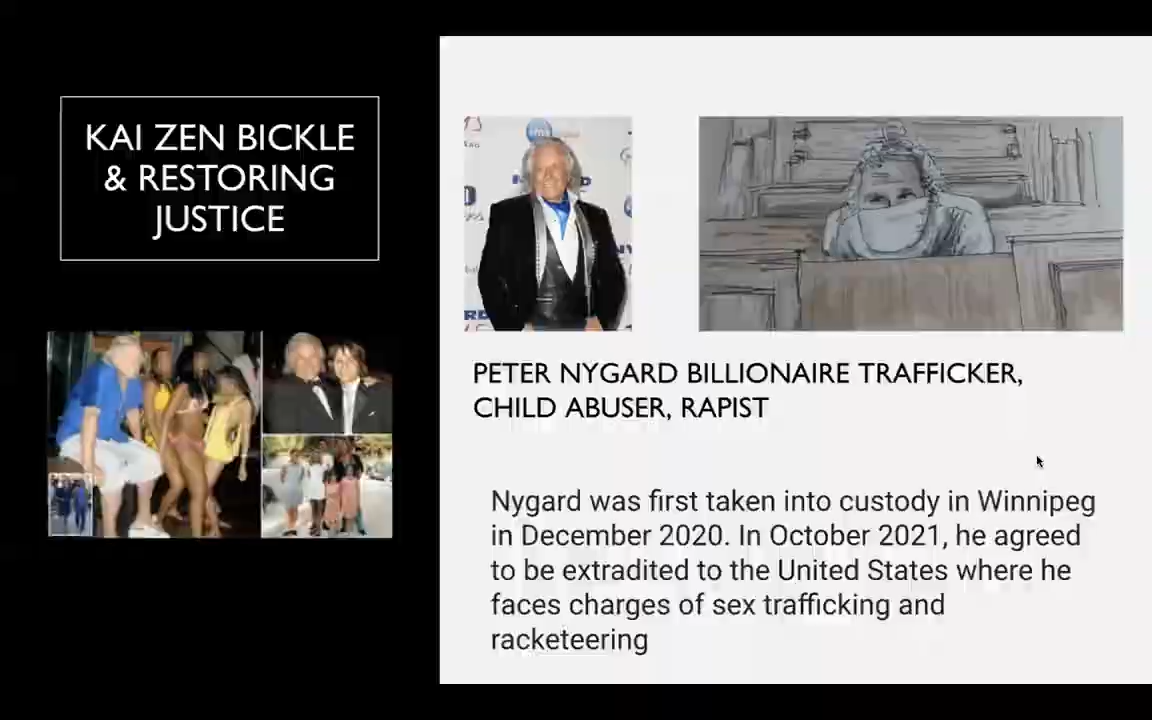 KAI ZEN BICKLE
& RESTORING
JUSTICE
PETER NYGARD BILLIONAIRE TRAFFICKER,
CHILD ABUSER, RAPIST
Nygard was first taken into custody in Winnipeg
in December 2020. In October 2021, he agreed
to be extradited to the United States where he
faces charges of sex trafficking and
racketeering